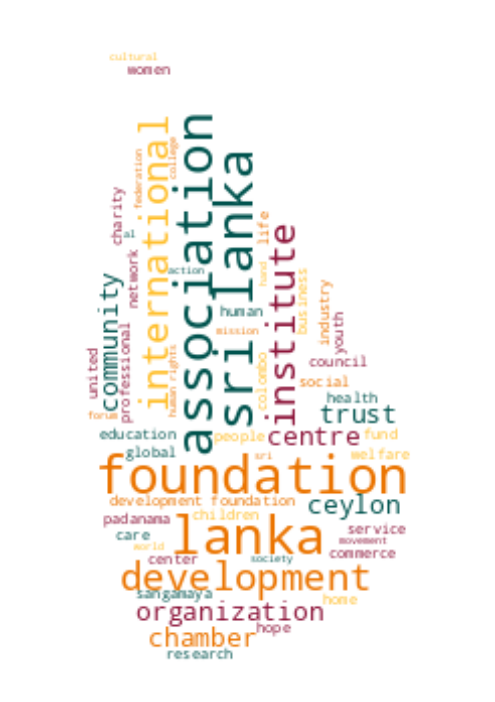 cultural
women
association
international
sri lanka
federation
college
charity
al
network
life
institute
action
hand
community
business
industry
human
youth
mission
professional
united
human rights
colombo
council
social
forum
health
trust
education
people
centre
fund
global
sri
welfare
foundation
development foundation
ceylon
padanama
children
lanka
service
care
movement
world
commerce
center
society
development
sangamaya
home
organization
hope
chamber
research